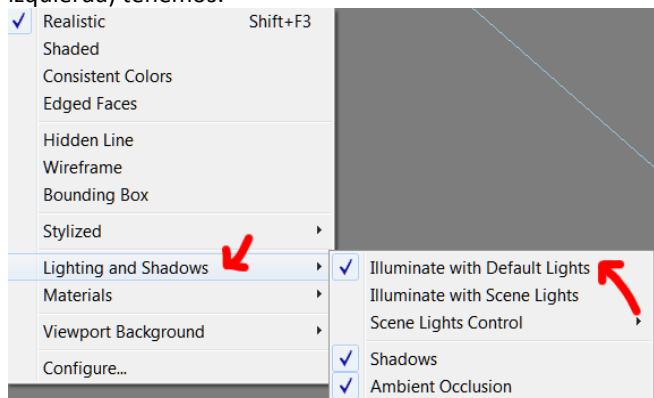 izquierda) tenemos:
Realistic Shift+F3
Shaded
Consistent Colors
Edged Faces
Hidden Line
Wireframe
Bounding Box
Stylized
Lighting and Shadows
Materials
Viewport Background
Configure...
Illuminate with Default Lights
Illuminate with Scene Lights
Scene Lights Control
Shadows
Ambient Occlusion